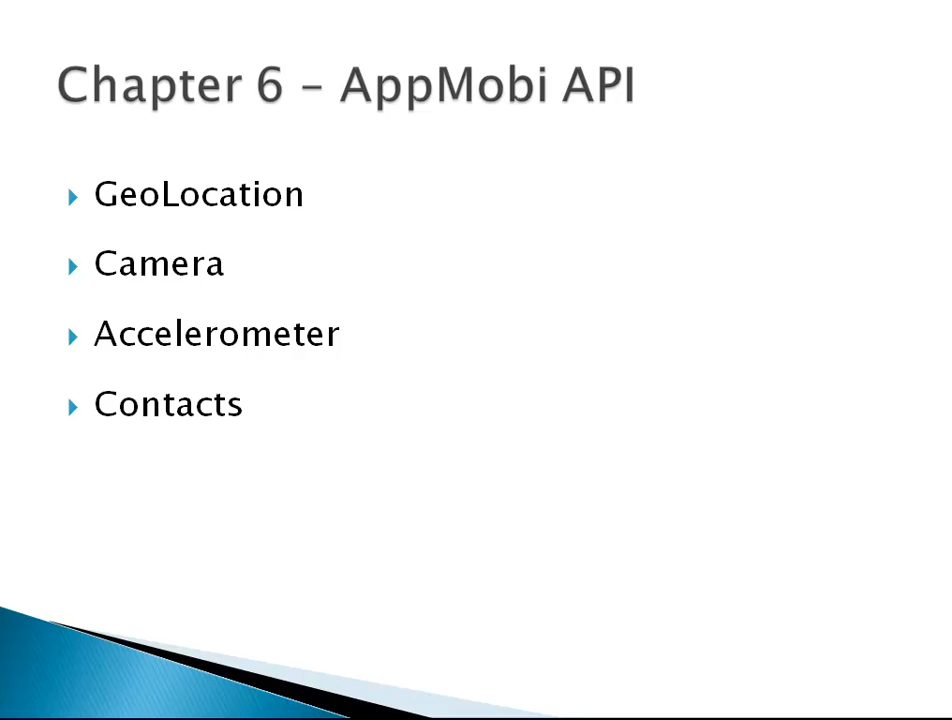 Chapter 6 – AppMobi API
GeoLocation
Camera
Accelerometer
Contacts